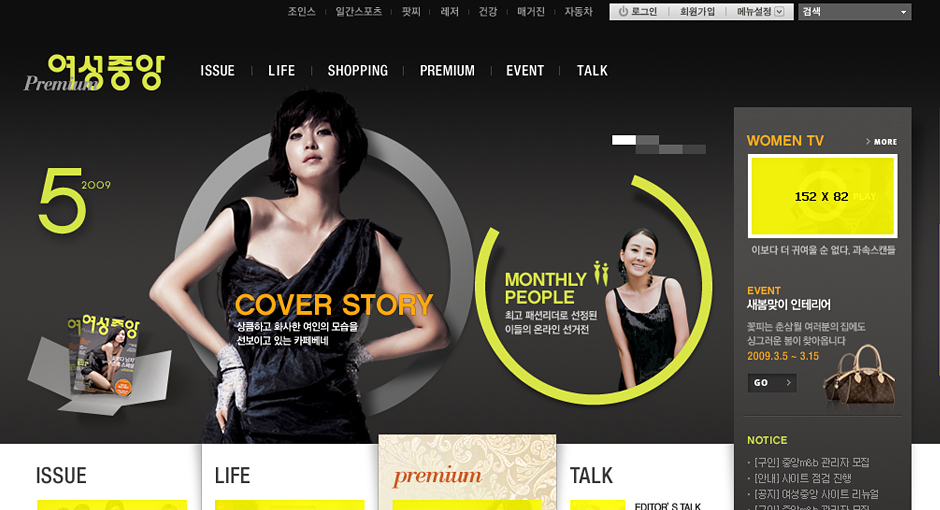 조인스 일간스포츠 팟찌 레저 건강 매거진 자동차 로그인 회원가입 메뉴설정 검색
여성중앙
Premium
ISSUE LIFE SHOPPING PREMIUM EVENT TALK
5 2009
COVER STORY
상큼하고 화사한 여인의 모습을
선보이고 있는 카페베네
여성중앙
MONTHLY
PEOPLE
최고 패션리더로 선정된
이들의 온라인 선거전
WOMEN TV MORE
152 X 82
PLAY
이보다 더 귀여울 순 없다, 과속스캔들
EVENT
새봄맞이 인테리어
꽃피는 춘삼월 여러분의 집에도
싱그러운 봄이 찾아옵니다
2009.3.5 ~ 3.15
GO
NOTICE
· [구인] 중앙m&b 관리자 모집
· [안내] 사이트 점검 진행
· [공지] 여성중앙 사이트 리뉴얼
ISSUE
LIFE
premium
TALK
EDITOR'S TALK